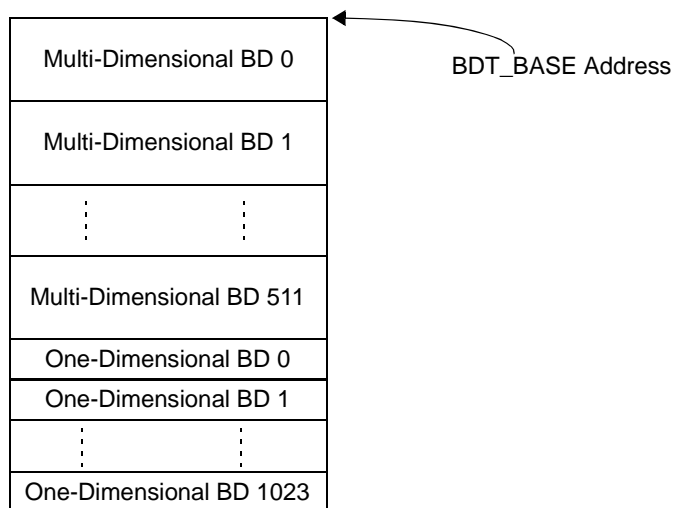 Multi-Dimensional BD 0
BDT_BASE Address
Multi-Dimensional BD 1
Multi-Dimensional BD 511
One-Dimensional BD 0
One-Dimensional BD 1
One-Dimensional BD 1023